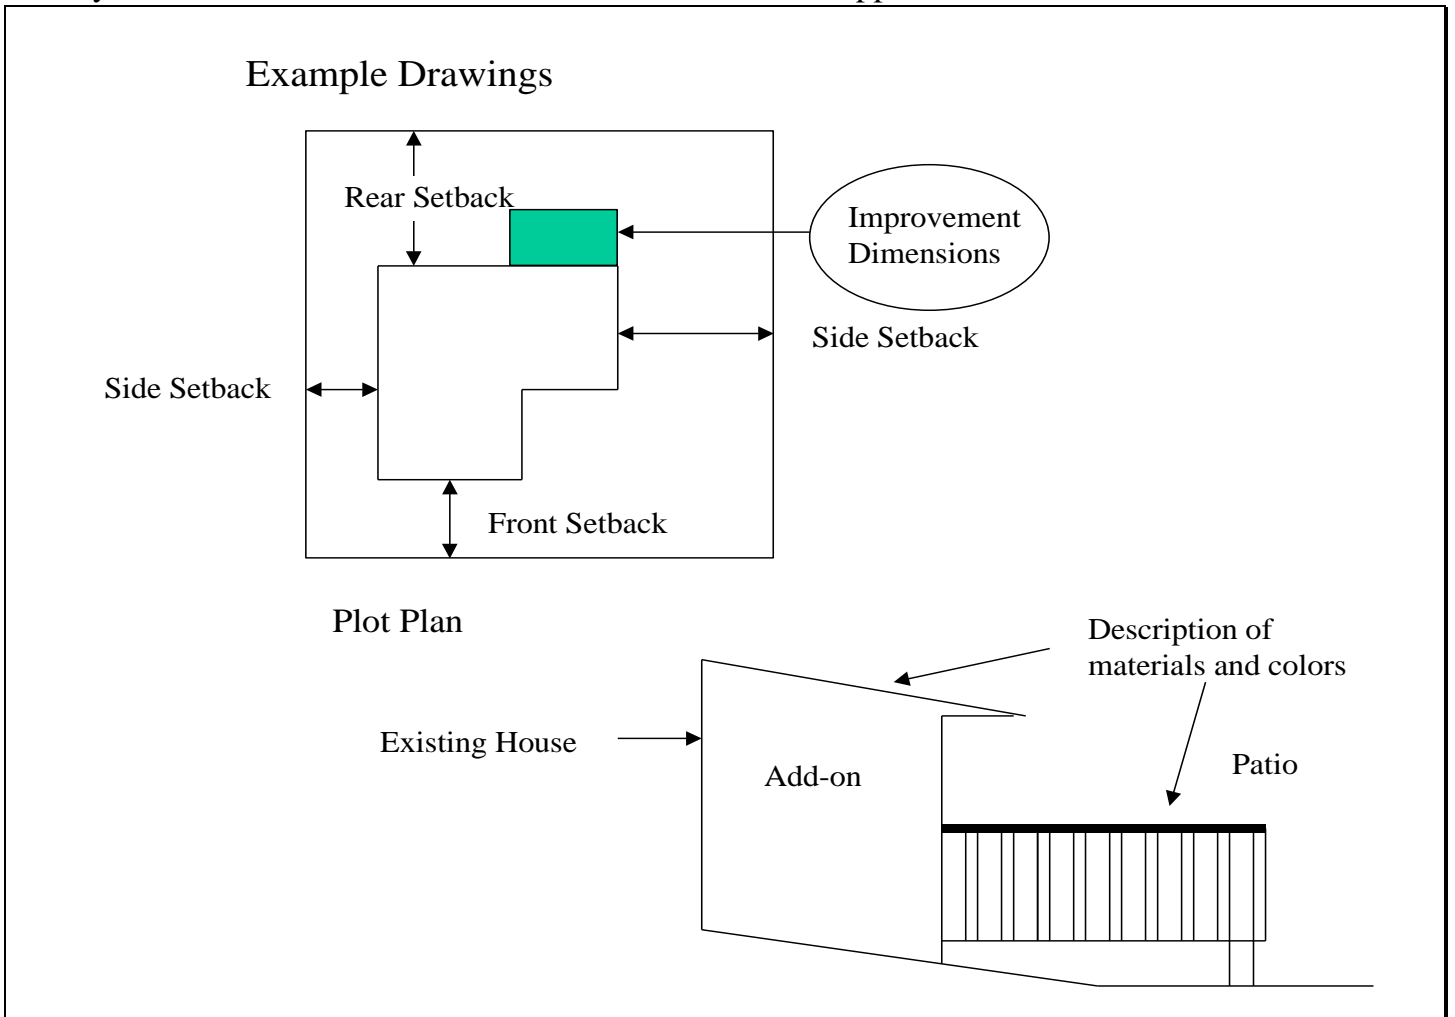 Example Drawings
Rear Setback
Improvement
Dimensions
Side Setback
Side Setback
Front Setback
Plot Plan
Description of
materials and colors
Existing House
Add-on
Patio